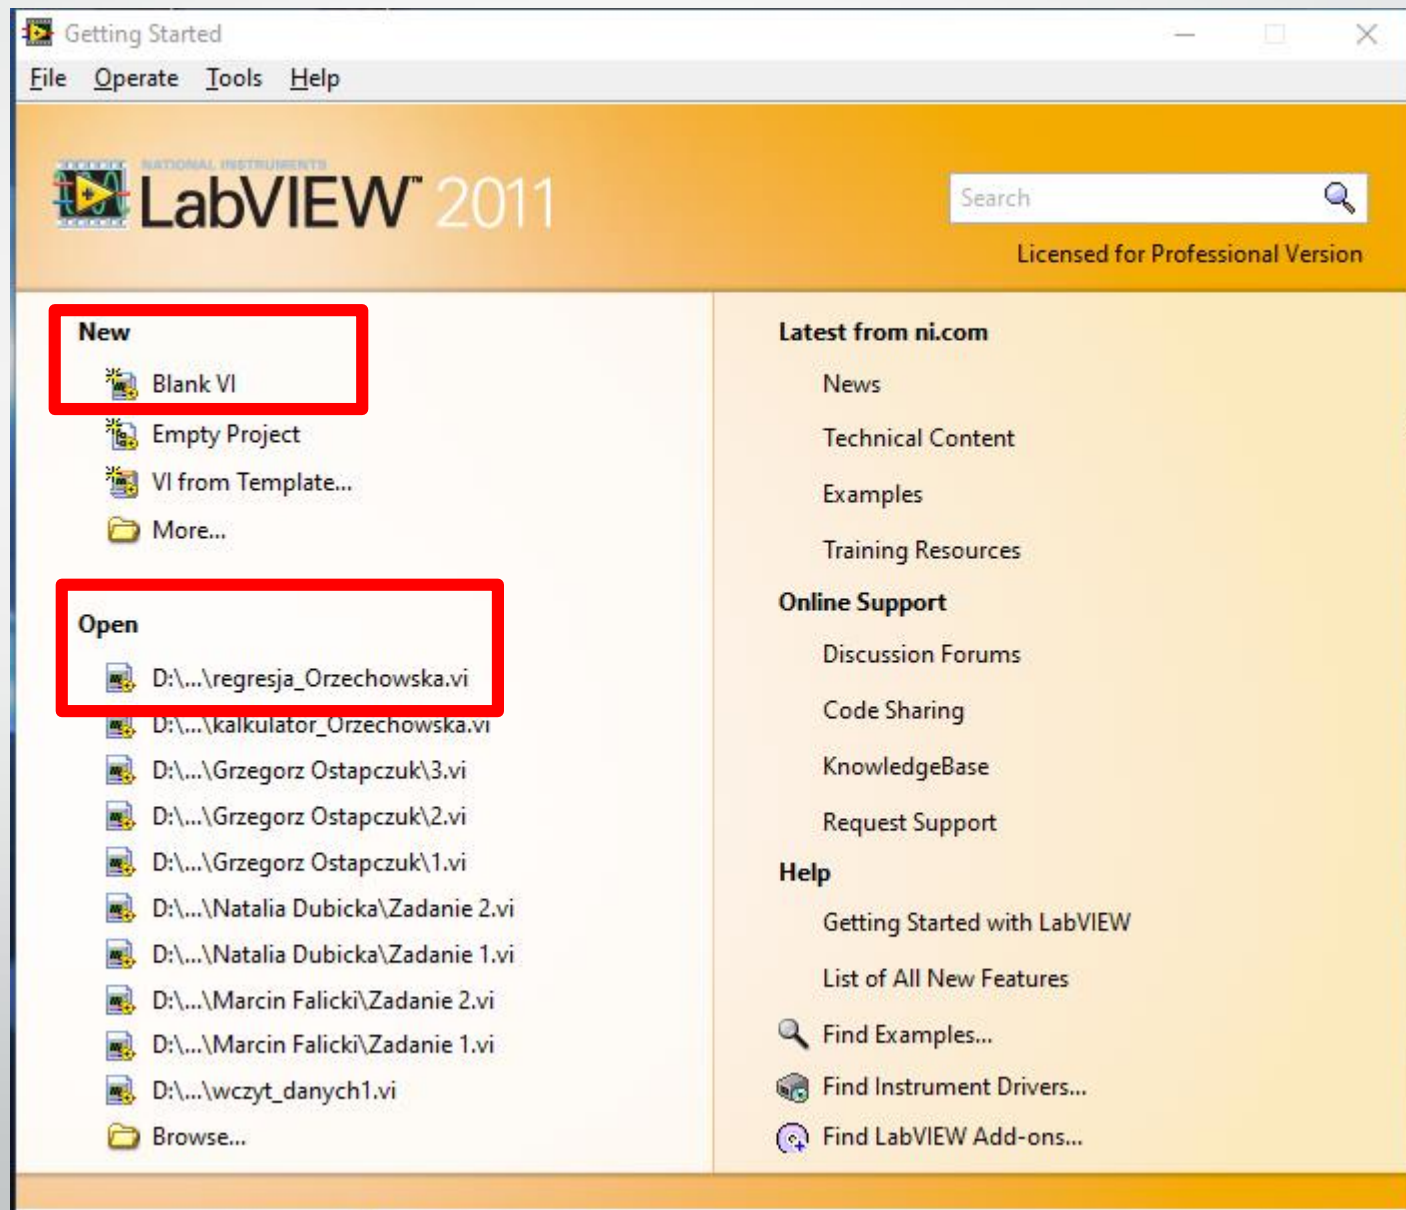 Getting Started
File Operate Tools Help
NATIONAL INSTRUMENTS
LabVIEW™ 2011
Search
Licensed for Professional Version
New
Blank VI
Empty Project
VI from Template...
More...
Open
D:\...\regresja_Orzechowska.vi
D:\...\kalkulator_Orzechowska.vi
D:\...\Grzegorz Ostapczuk\3.vi
D:\...\Grzegorz Ostapczuk\2.vi
D:\...\Grzegorz Ostapczuk\1.vi
D:\...\Natalia Dubicka\Zadanie 2.vi
D:\...\Natalia Dubicka\Zadanie 1.vi
D:\...\Marcin Falicki\Zadanie 2.vi
D:\...\Marcin Falicki\Zadanie 1.vi
D:\...\wczyt_danych1.vi
Browse...
Latest from ni.com
News
Technical Content
Examples
Training Resources
Online Support
Discussion Forums
Code Sharing
KnowledgeBase
Request Support
Help
Getting Started with LabVIEW
List of All New Features
Find Examples...
Find Instrument Drivers...
Find LabVIEW Add-ons...